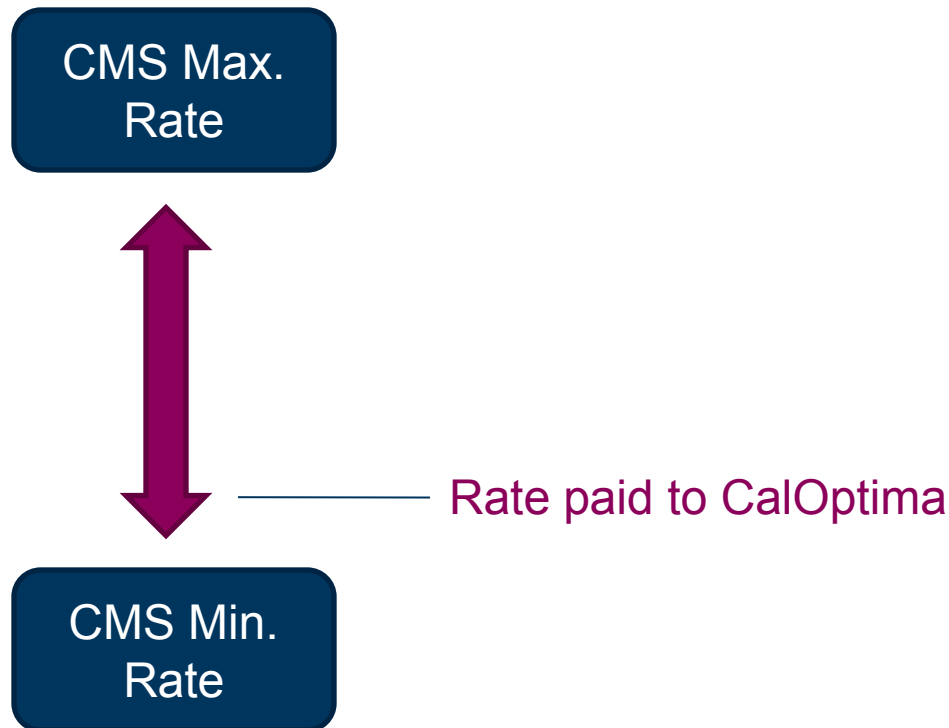 CMS Max.
Rate
Rate paid to CalOptima
CMS Min.
Rate